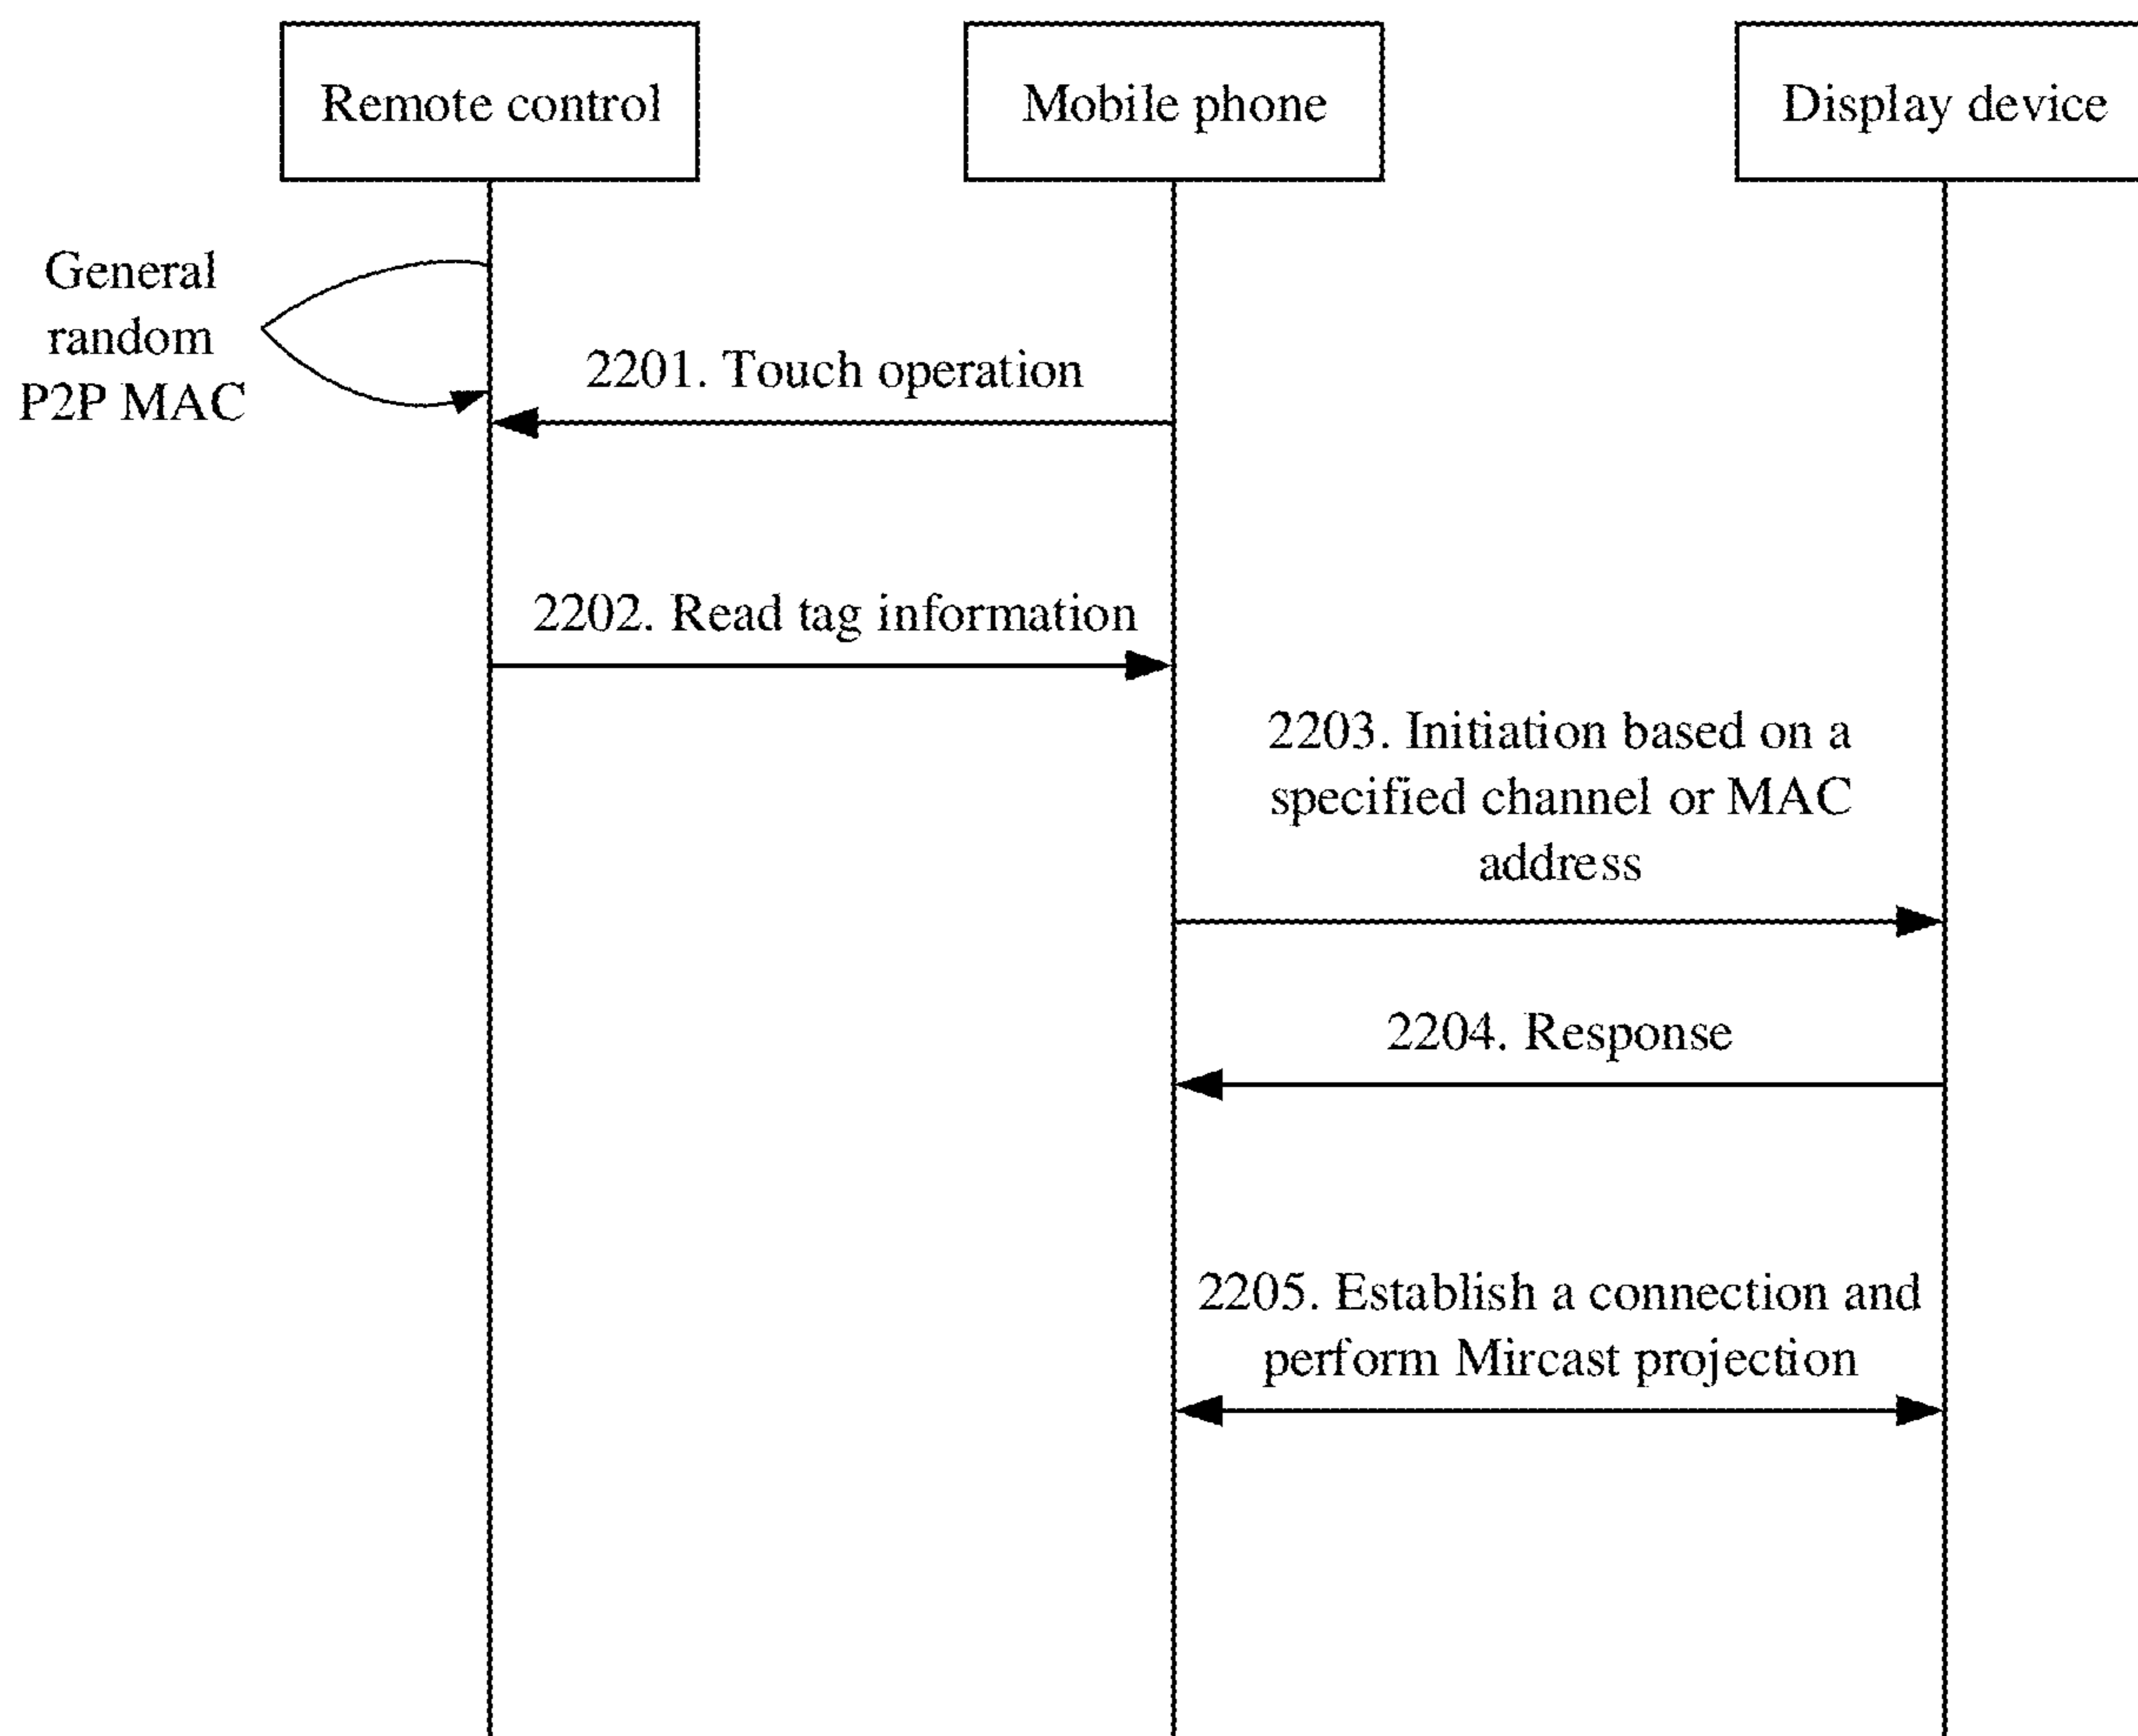 Remote control
Mobile phone
Display device
General
random
P2P MAC
2201. Touch operation
2202. Read tag information
2203. Initiation based on a
specified channel or MAC
address
2204. Response
2205. Establish a connection and
perform Mircast projection